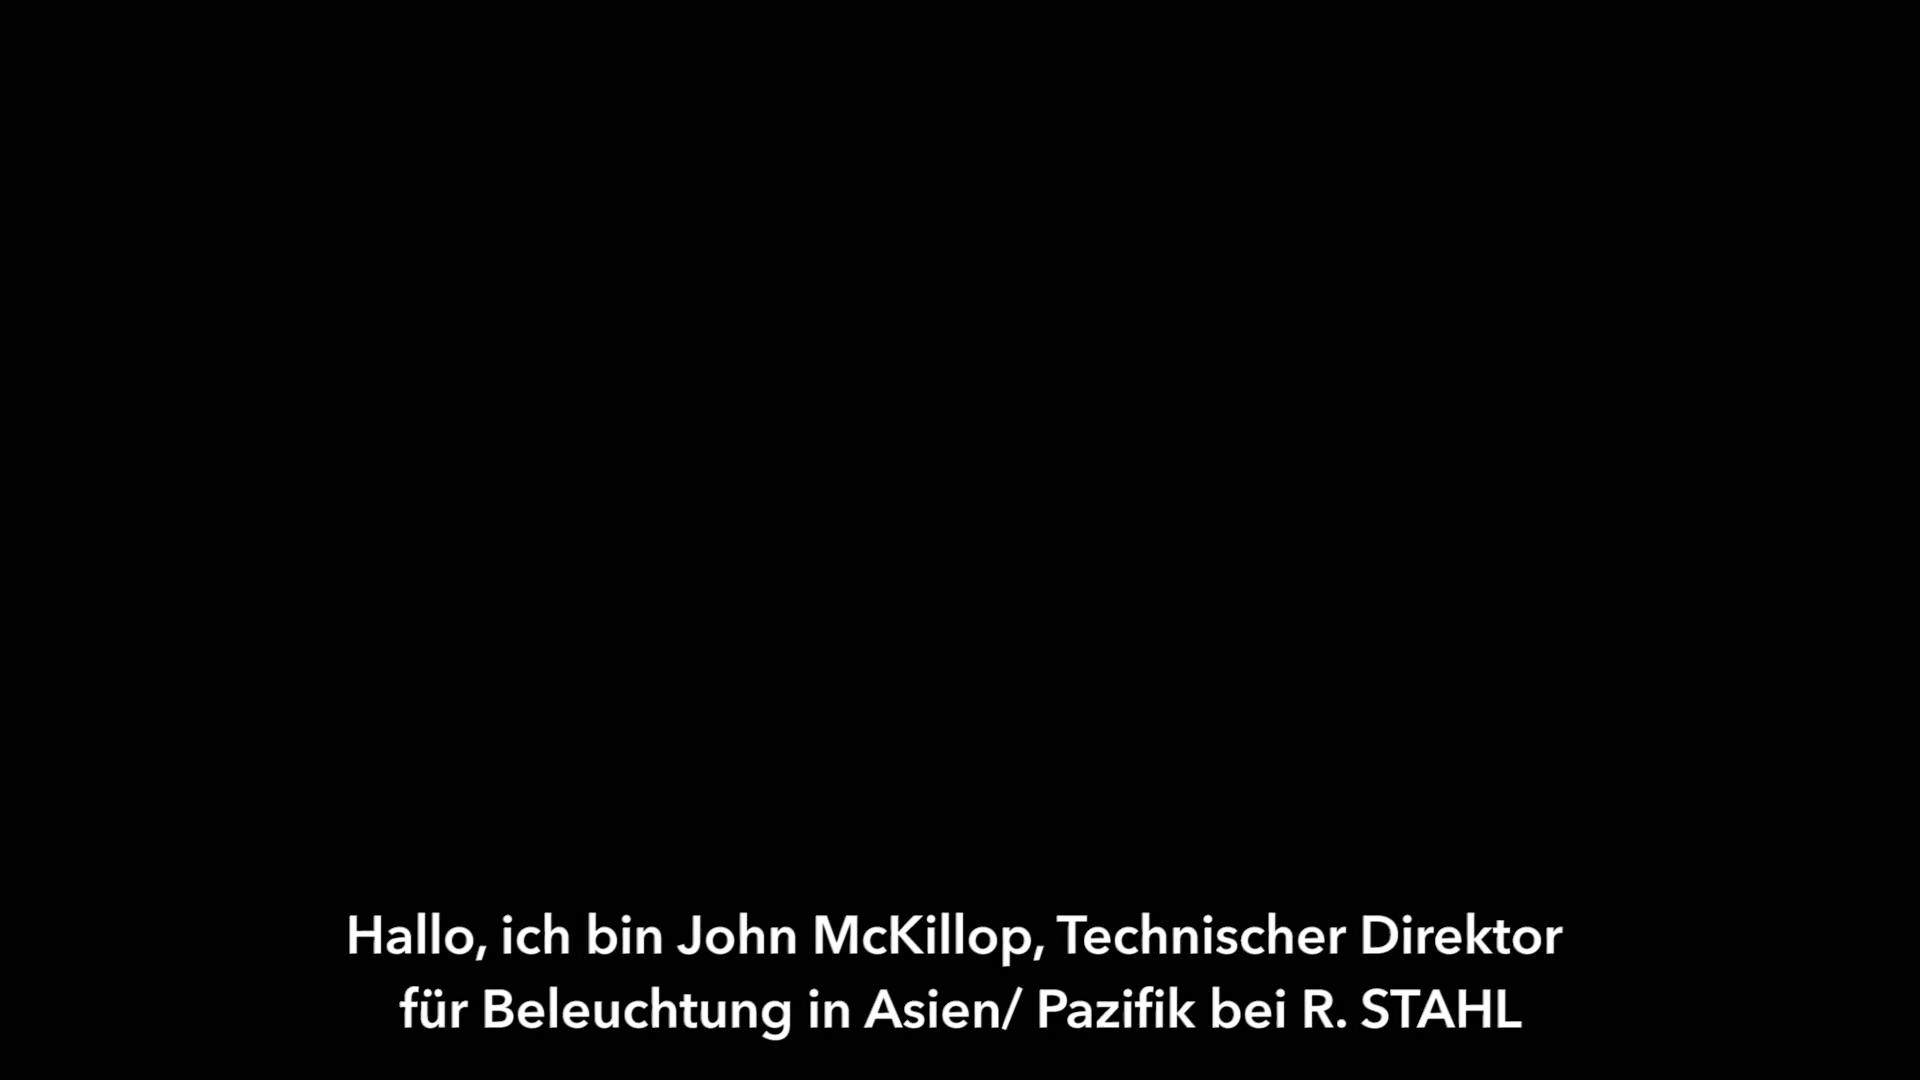 Hallo, ich bin John McKillop, Technischer Direktor
für Beleuchtung in Asien/ Pazifik bei R. STAHL